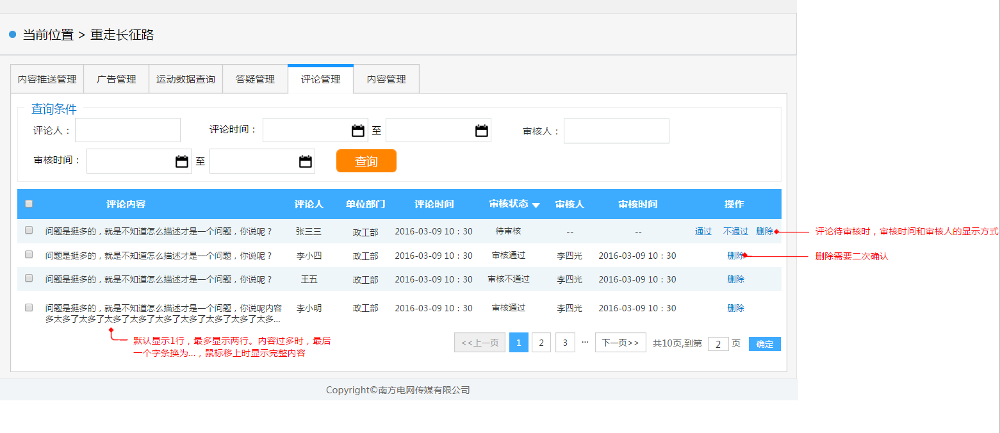 当前位置 > 重走长征路
内容推送管理 广告管理 运动数据查询 答疑管理 评论管理 内容管理
查询条件
评论人： 评论时间： 至 审核人：
审核时间： 至 查询
评论内容 评论人 单位部门 评论时间 审核状态 审核人 审核时间 操作
问题是挺多的，就是不知道怎么描述才是一个问题，你说呢？ 张三三 政工部 2016-03-09 10：30 待审核 -- -- 通过 不通过 删除 评论待审核时，审核时间和审核人的显示方式
问题是挺多的，就是不知道怎么描述才是一个问题，你说呢？ 李小四 政工部 2016-03-09 10：30 审核通过 李四光 2016-03-09 10：30 删除 删除需要二次确认
问题是挺多的，就是不知道怎么描述才是一个问题，你说呢？ 王五 政工部 2016-03-09 10：30 审核不通过 李四光 2016-03-09 10：30 删除
问题是挺多的，就是不知道怎么描述才是一个问题，你说呢内容 李小明 政工部 2016-03-09 10：30 审核通过 李四光 2016-03-09 10：30 删除
多太多了太多了太多了太多了太多了太多了太多了太多了太多...
默认显示1行，最多显示两行。内容过多时，最后
一个字条换为...，鼠标移上时显示完整内容
<<上一页 1 2 3 ... 下一页>> 共10页,到第 2 页 确定
Copyright©南方电网传媒有限公司